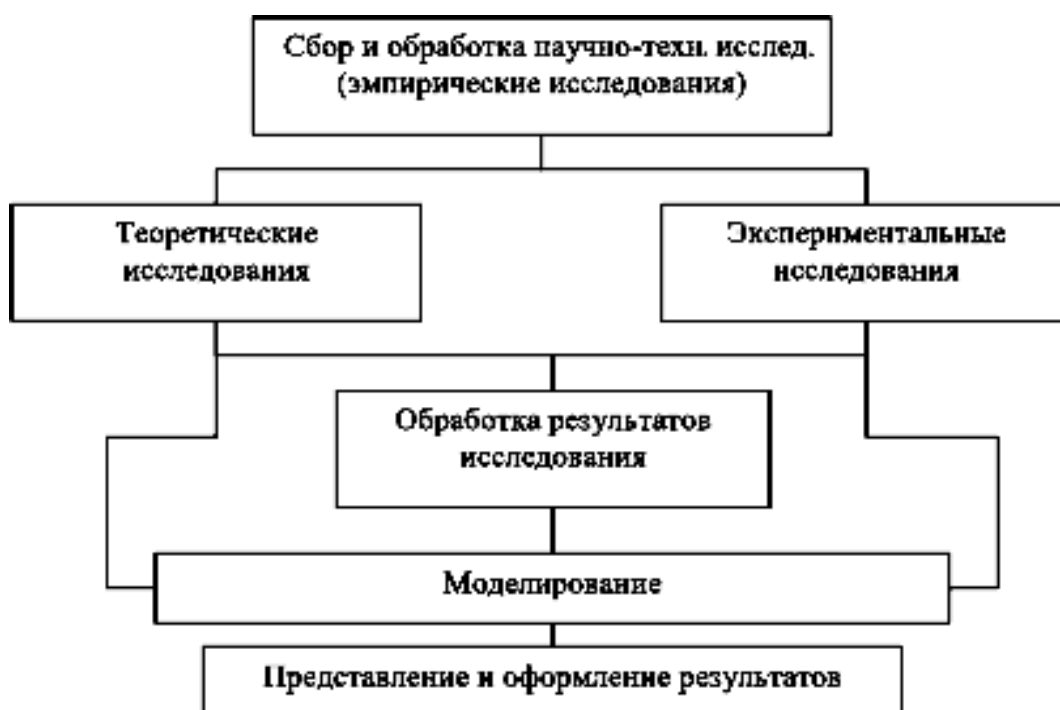 Сбор и обработка научно-техн. исслед.
(эмпирические исследования)
Теоретические
исследования
Экспериментальные
исследования
Обработка результатов
исследования
Моделирование
Представление и оформление результатов